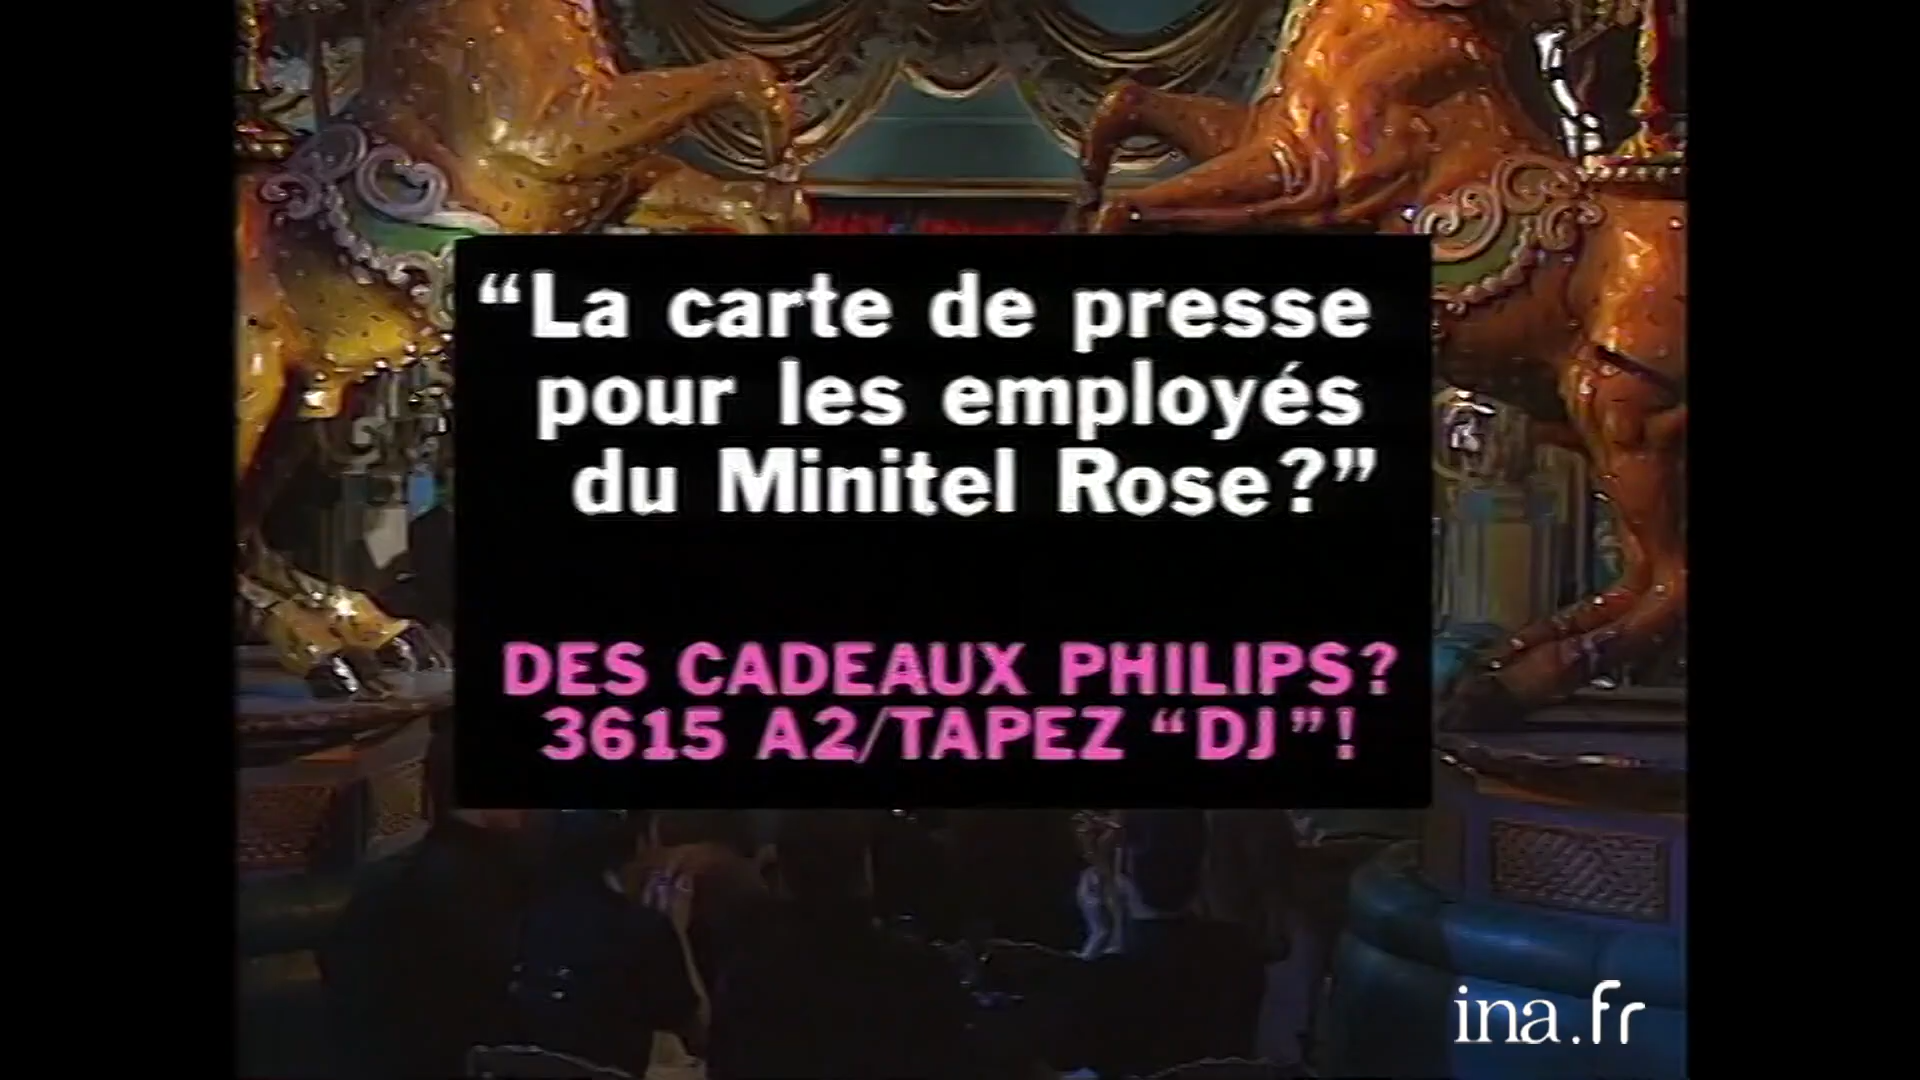 “La carte de presse
pour les employés
du Minitel Rose?”
DES CADEAUX PHILIPS?
3615 A2/TAPEZ “DJ”!
ina.fr